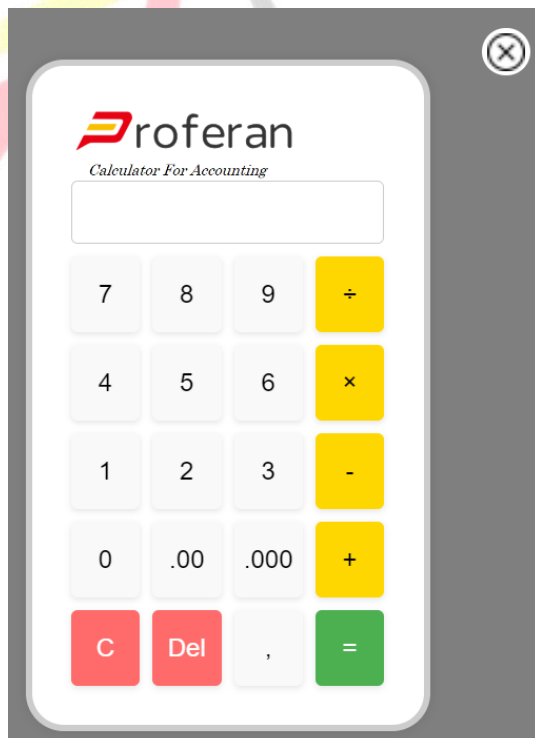 Proferan
Calculator For Accounting
7 8 9 ÷
4 5 6 ×
1 2 3 -
0 .00 .000 +
C Del , =